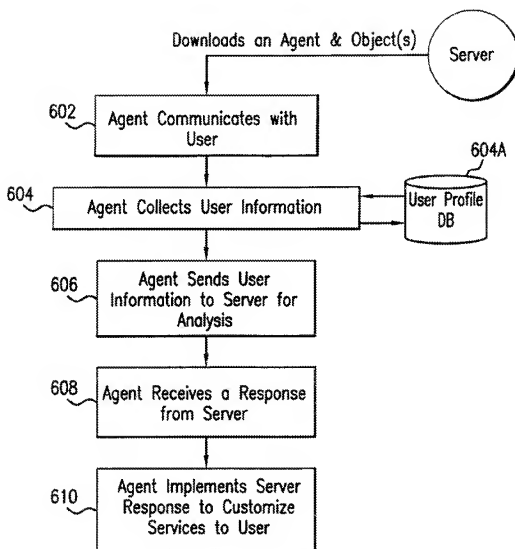 Downloads an Agent & Object(s)
Server
602
Agent Communicates with
User
604A
604
Agent Collects User Information
User Profile
DB
606
Agent Sends User
Information to Server for
Analysis
608
Agent Receives a Response
from Server
610
Agent Implements Server
Response to Customize
Services to User